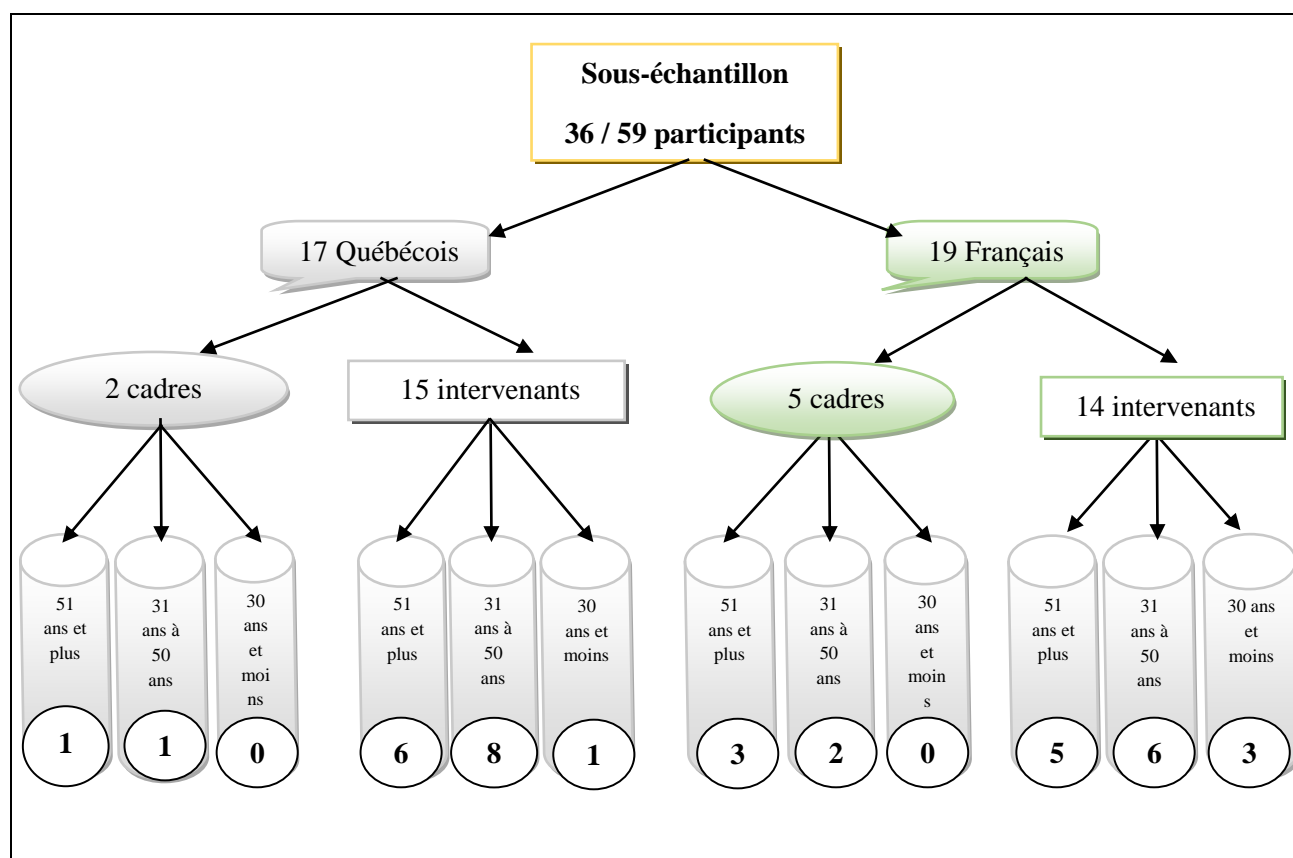 Sous-échantillon
36 / 59 participants
17 Québécois
19 Français
2 cadres
15 intervenants
5 cadres
14 intervenants
51
ans et
plus
31
ans à
50
ans
30
ans
et
moi
ns
51
ans et
plus
31
ans à
50
ans
30
ans et
moins
51
ans et
plus
31
ans à
50
ans
30
ans
et
moin
s
51
ans et
plus
31
ans à
50
ans
30 ans
et
moins
1
1
0
6
8
1
3
2
0
5
6
3